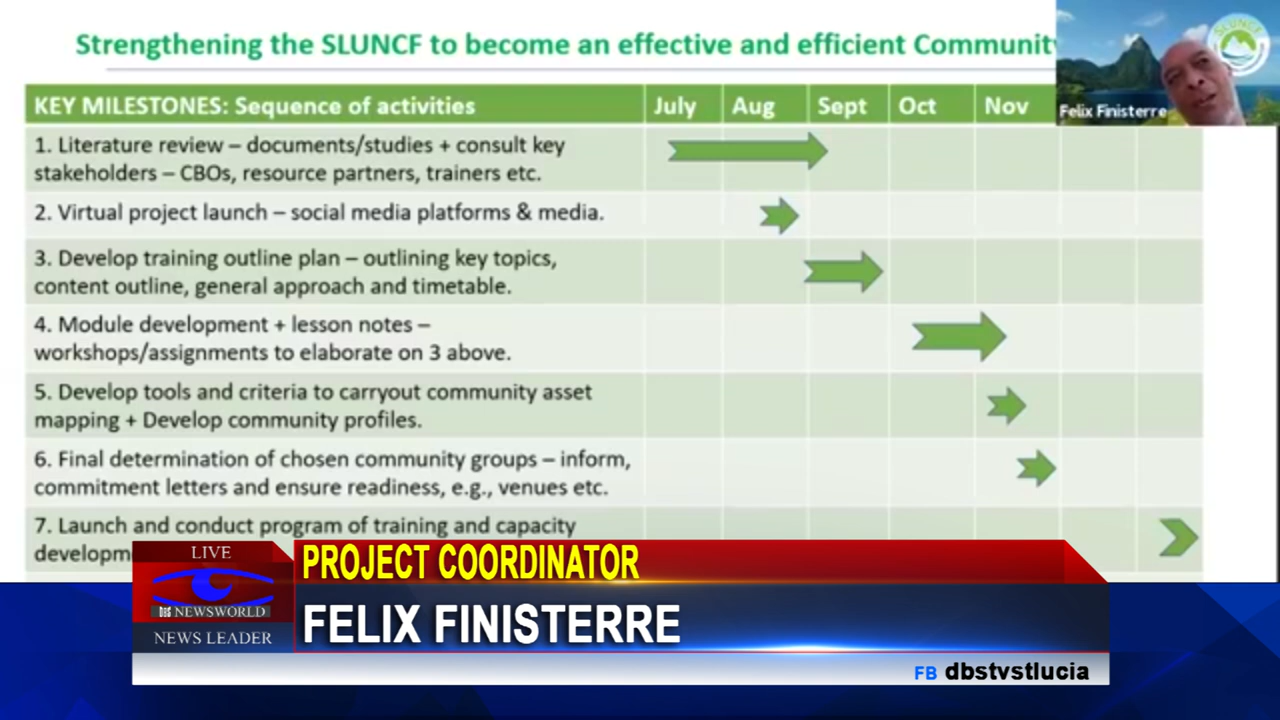 Strengthening the SLUNCF to become an effective and efficient Community
SLUNCF
Felix Finisterre
KEY MILESTONES: Sequence of activities July Aug Sept Oct Nov
1. Literature review – documents/studies + consult key
stakeholders – CBOs, resource partners, trainers etc.
2. Virtual project launch – social media platforms & media.
3. Develop training outline plan – outlining key topics,
content outline, general approach and timetable.
4. Module development + lesson notes –
workshops/assignments to elaborate on 3 above.
5. Develop tools and criteria to carryout community asset
mapping + Develop community profiles.
6. Final determination of chosen community groups – inform,
commitment letters and ensure readiness, e.g., venues etc.
7. Launch and conduct program of training and capacity
developm
LIVE
DBS NEWSWORLD
NEWS LEADER
PROJECT COORDINATOR
FELIX FINISTERRE
FB dbstvstlucia